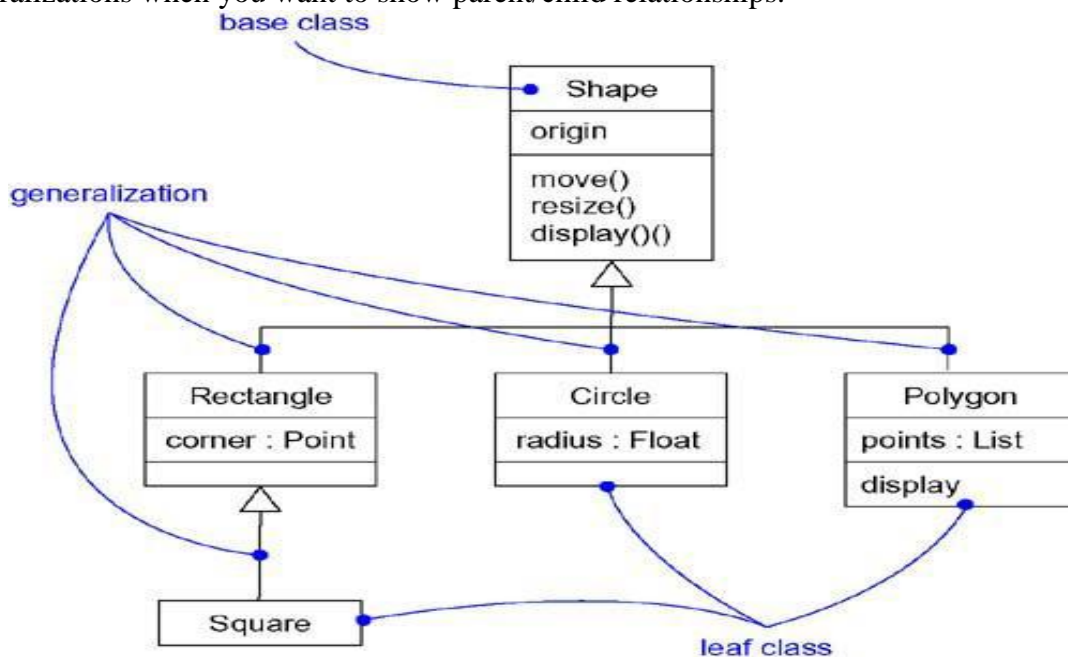 ralizations when you want to show parent/child relationships.
base class
Shape
origin
move()
resize()
display()()
generalization
Rectangle
corner : Point
Circle
radius : Float
Polygon
points : List
display
Square
leaf class